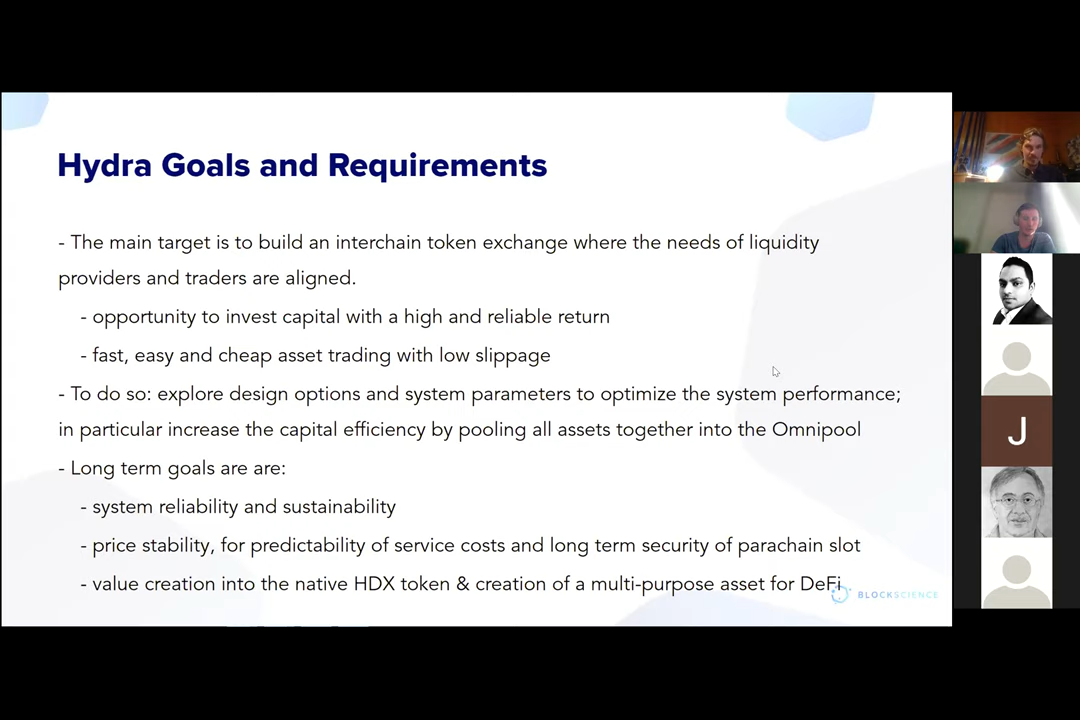 Hydra Goals and Requirements
- The main target is to build an interchain token exchange where the needs of liquidity
providers and traders are aligned.
- opportunity to invest capital with a high and reliable return
- fast, easy and cheap asset trading with low slippage
- To do so: explore design options and system parameters to optimize the system performance;
in particular increase the capital efficiency by pooling all assets together into the Omnipool
- Long term goals are are:
- system reliability and sustainability
- price stability, for predictability of service costs and long term security of parachain slot
- value creation into the native HDX token & creation of a multi-purpose asset for DeFi
BLOCKSCIENCE
J